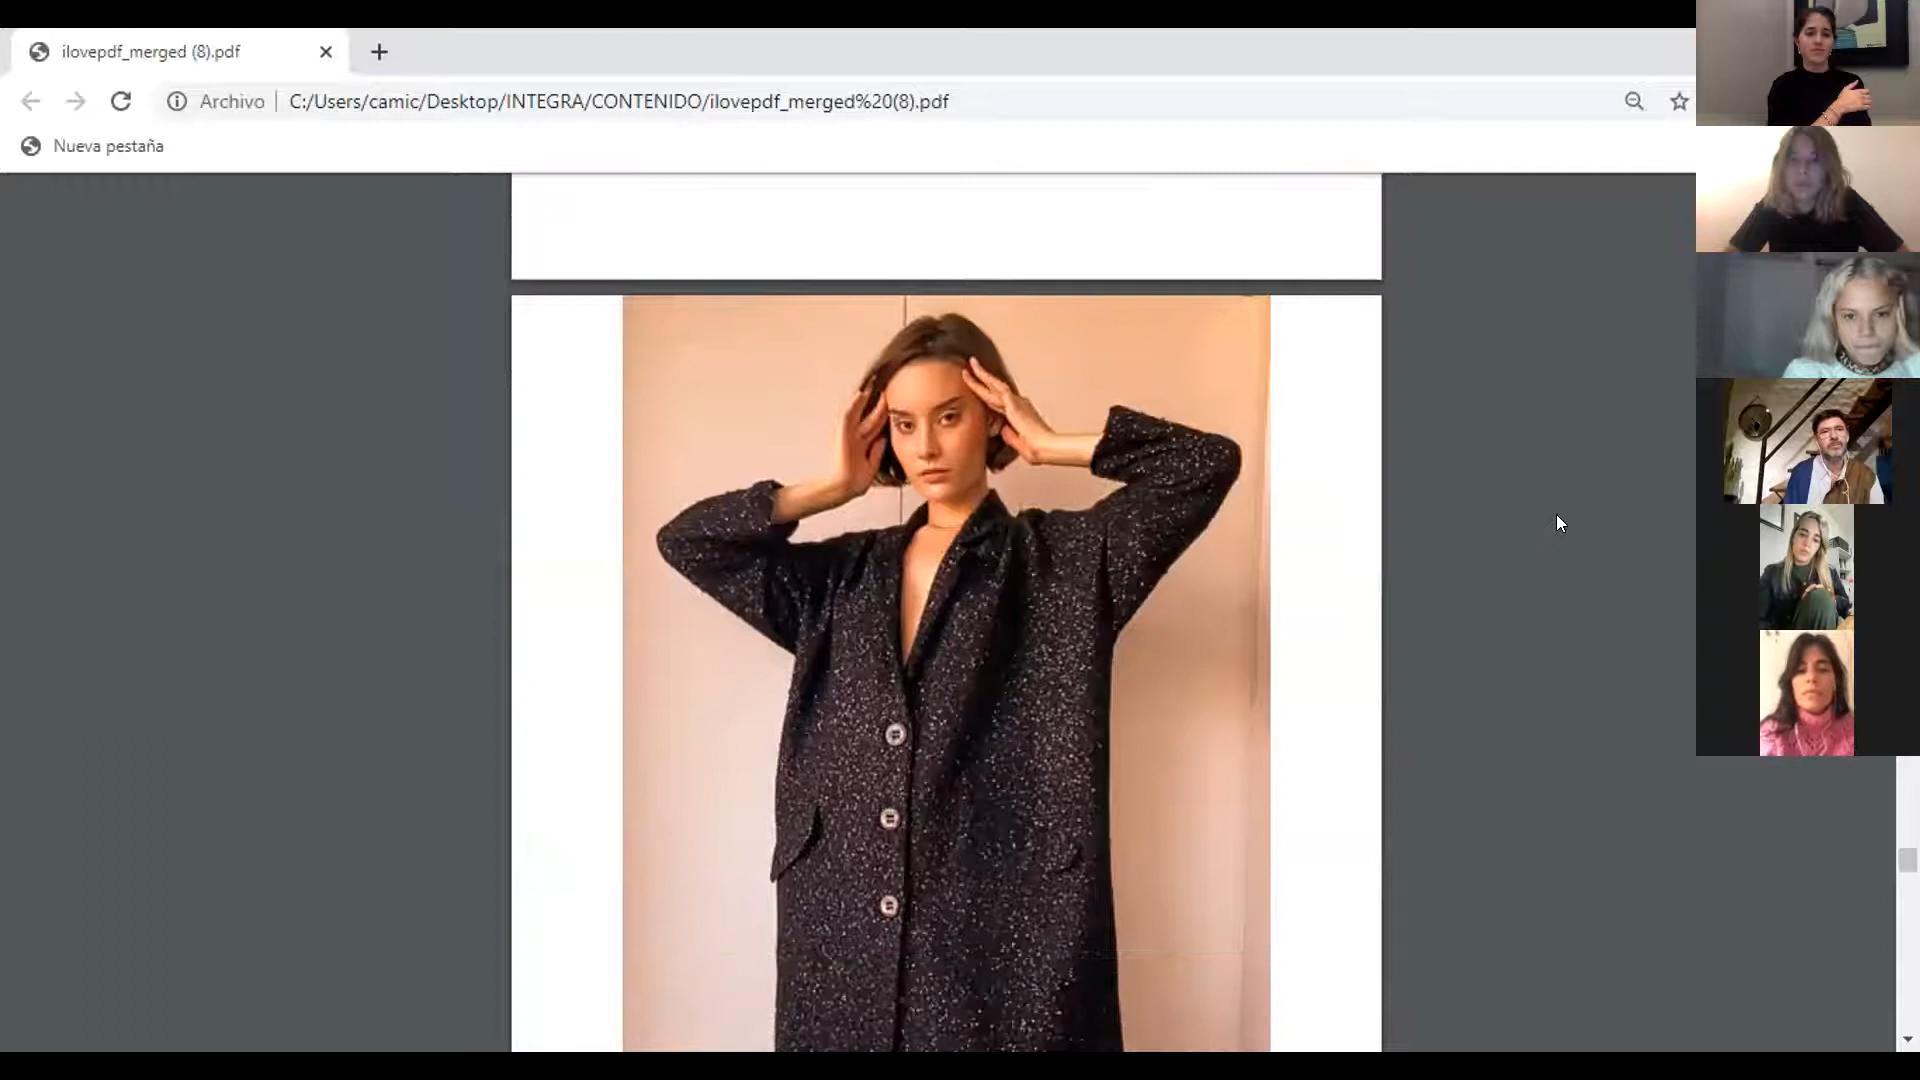 ilovepdf_merged (8).pdf
Archivo C:/Users/camic/Desktop/INTEGRA/CONTENIDO/ilovepdf_merged%20(8).pdf
Nueva pestaña